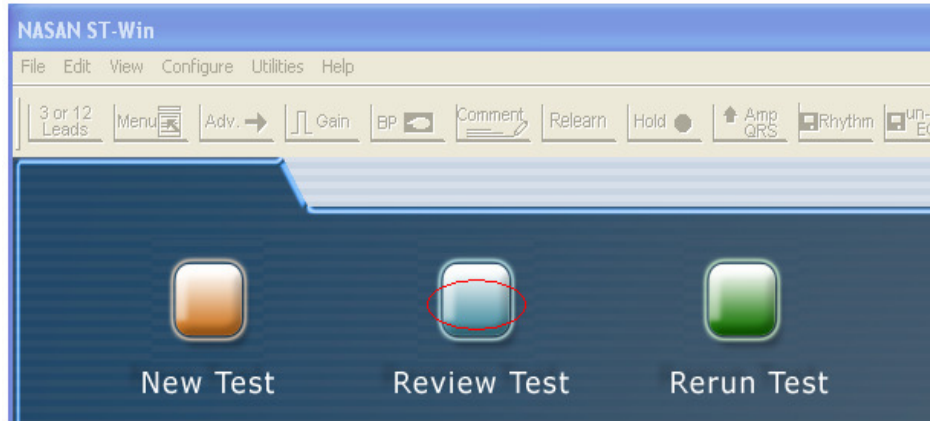 NASAN ST-Win
File Edit View Configure Utilities Help
3 or 12 Leads Menu Adv. Gain BP Comment Relearn Hold Amp QRS Rhythm un-
New Test Review Test Rerun Test